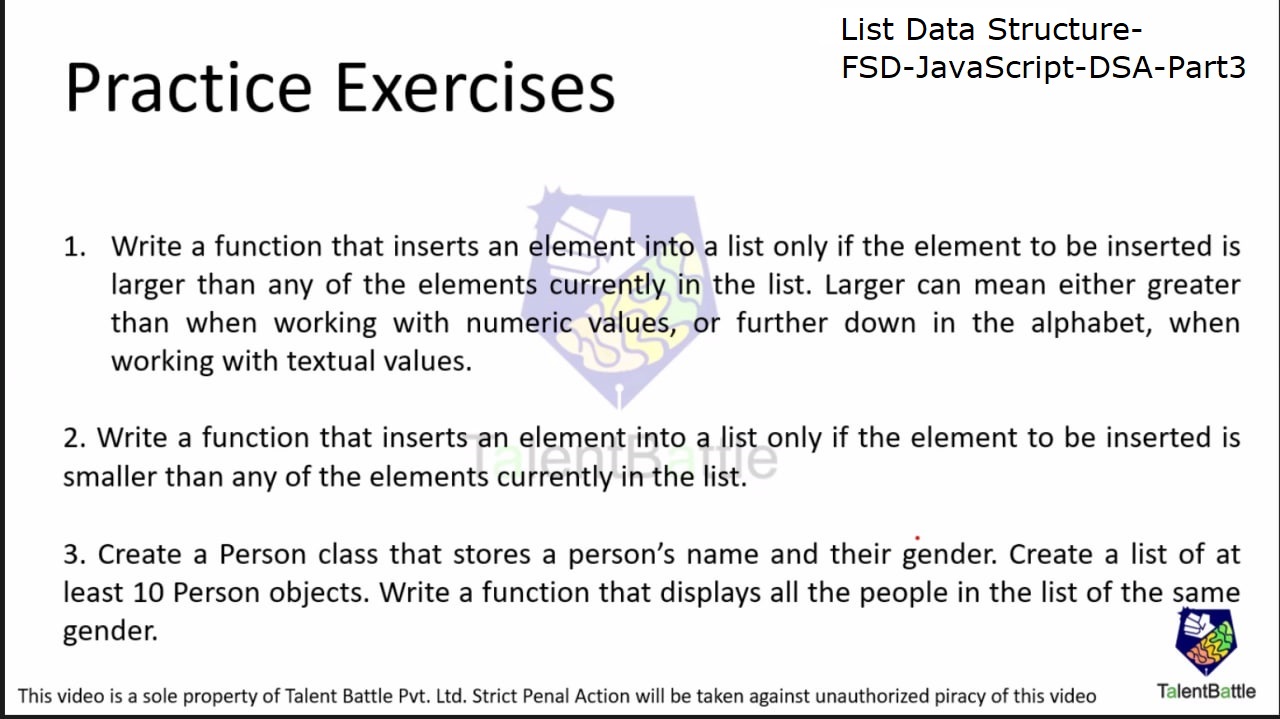 List Data Structure-
FSD-JavaScript-DSA-Part3
Practice Exercises
1. Write a function that inserts an element into a list only if the element to be inserted is
larger than any of the elements currently in the list. Larger can mean either greater
than when working with numeric values, or further down in the alphabet, when
working with textual values.
2. Write a function that inserts an element into a list only if the element to be inserted is
smaller than any of the elements currently in the list.
3. Create a Person class that stores a person’s name and their gender. Create a list of at
least 10 Person objects. Write a function that displays all the people in the list of the same
gender.
TalentBattle
TalentBattle
This video is a sole property of Talent Battle Pvt. Ltd. Strict Penal Action will be taken against unauthorized piracy of this video